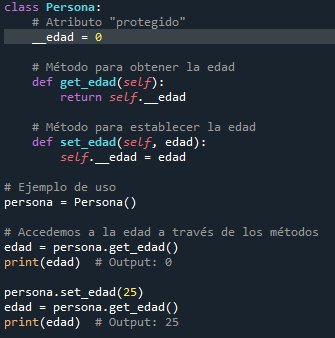 class Persona:
    # Atributo "protegido"
    __edad = 0

    # Método para obtener la edad
    def get_edad(self):
        return self.__edad

    # Método para establecer la edad
    def set_edad(self, edad):
        self.__edad = edad

# Ejemplo de uso
persona = Persona()

# Accedemos a la edad a través de los métodos
edad = persona.get_edad()
print(edad)  # Output: 0

persona.set_edad(25)
edad = persona.get_edad()
print(edad)  # Output: 25